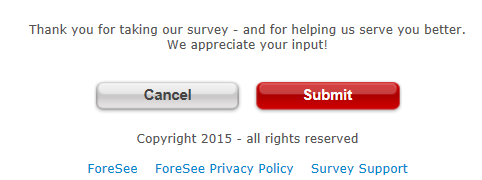 Thank you for taking our survey - and for helping us serve you better.
We appreciate your input!
Cancel Submit
Copyright 2015 - all rights reserved
ForeSee ForeSee Privacy Policy Survey Support